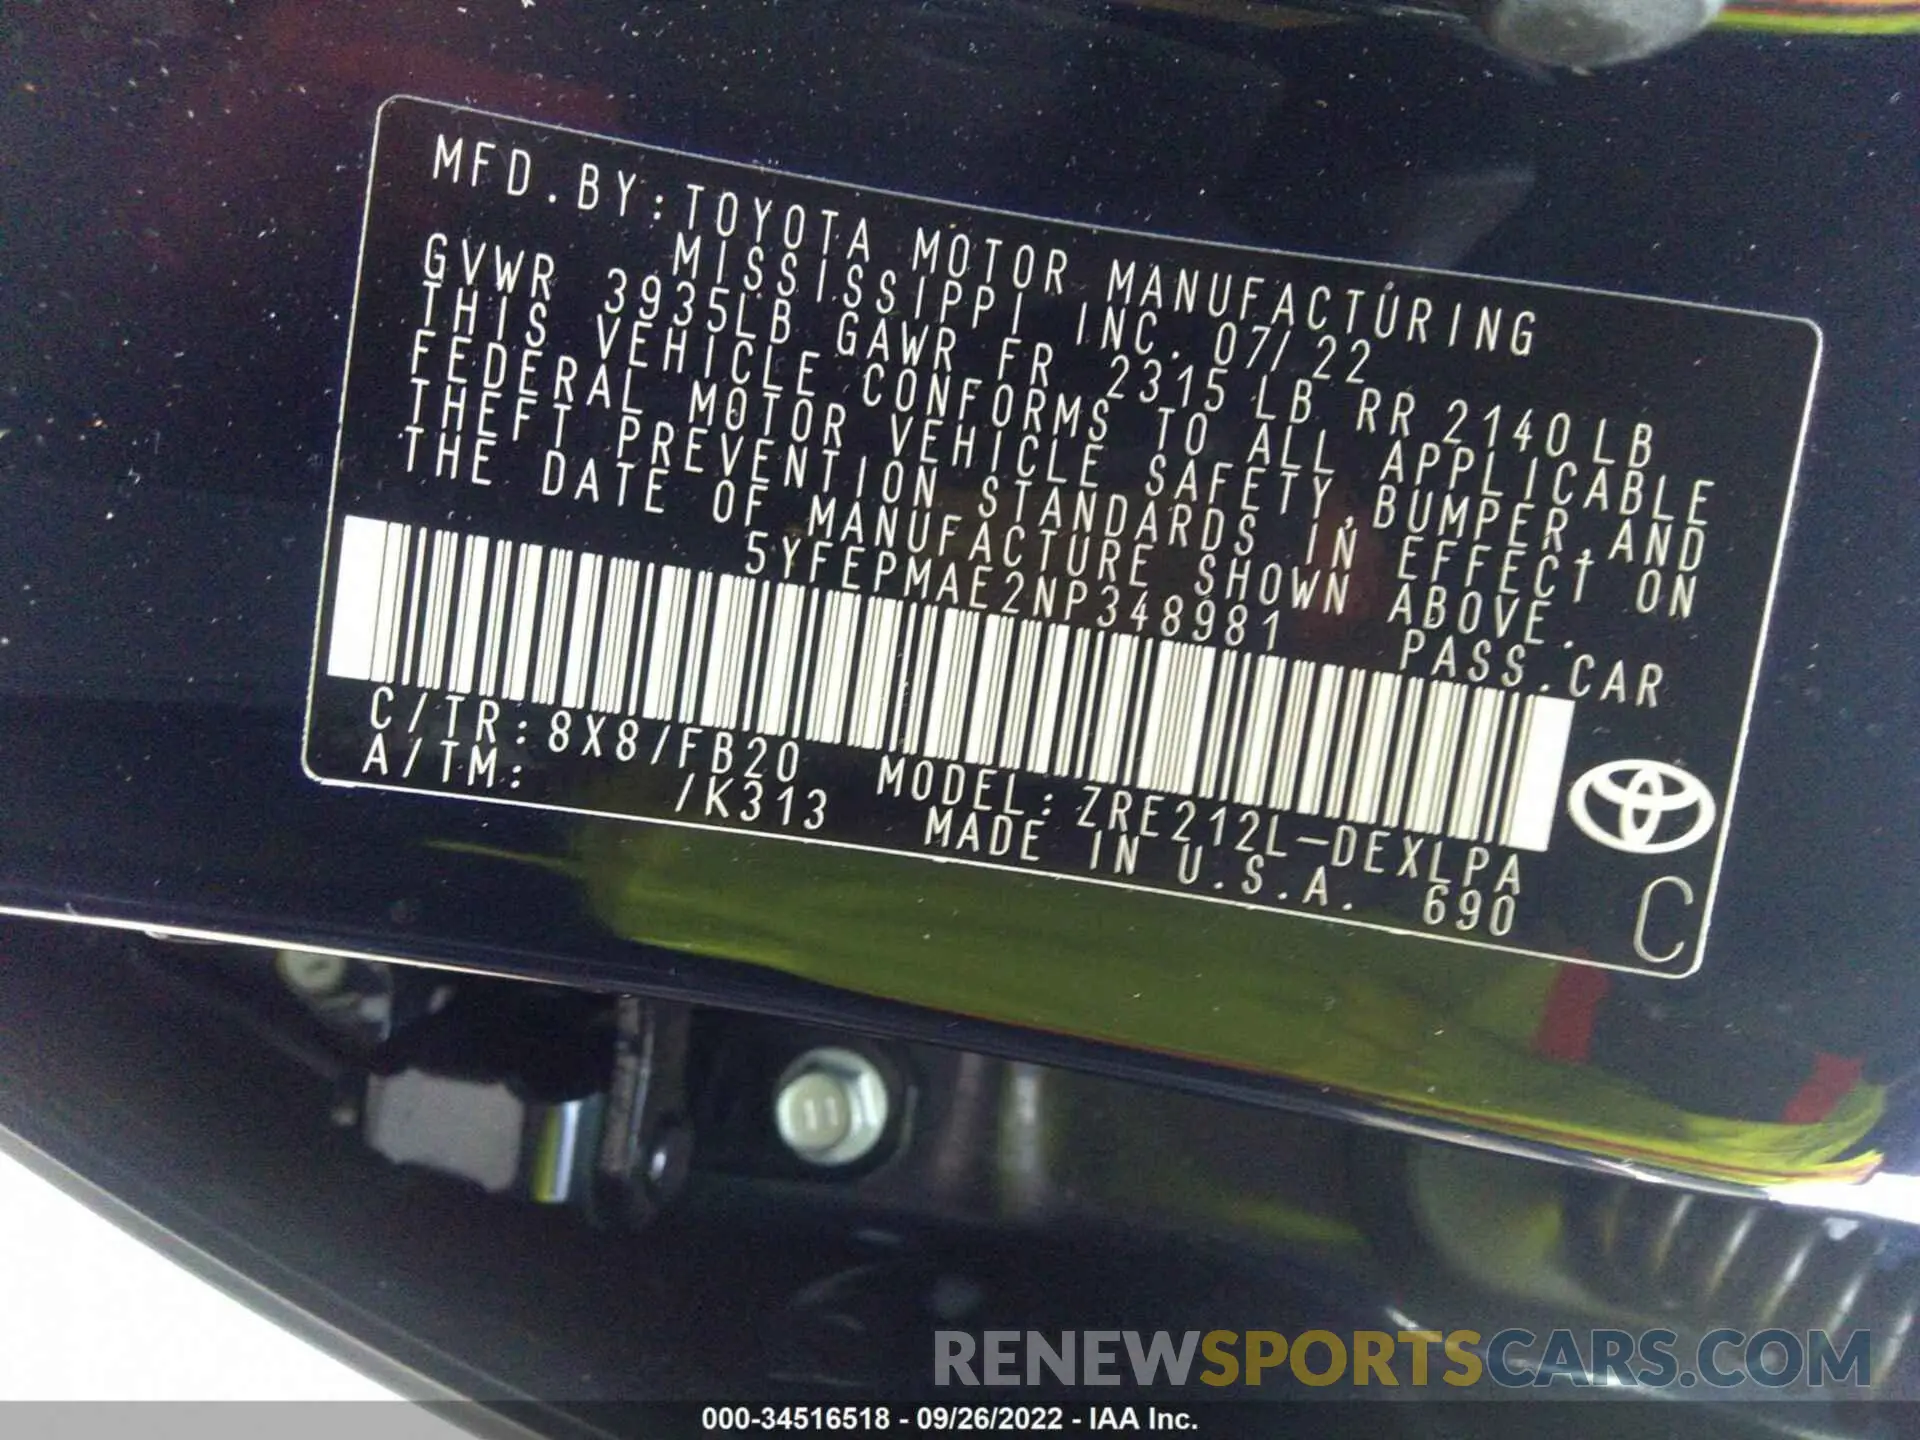 MFD.BY:TOYOTA MOTOR MANUFACTURING
MISSISSIPPI INC. 07/22
GVWR 3935LB GAWR FR 2315LB RR 2140LB
THIS VEHICLE CONFORMS TO ALL APPLICABLE
FEDERAL MOTOR VEHICLE SAFETY,BUMPER,AND
THEFT PREVENTION STANDARDS IN EFFECT ON
THE DATE OF MANUFACTURE SHOWN ABOVE.
5YFEPMAE2NP348981 PASS.CAR
C/TR:8X8/FB20 MODEL:ZRE212L-DEXLPA
A/TM: /K313 MADE IN U.S.A. 690
C
11
RENEWSPORTSCARS.COM
000-34516518 - 09/26/2022 - IAA Inc.